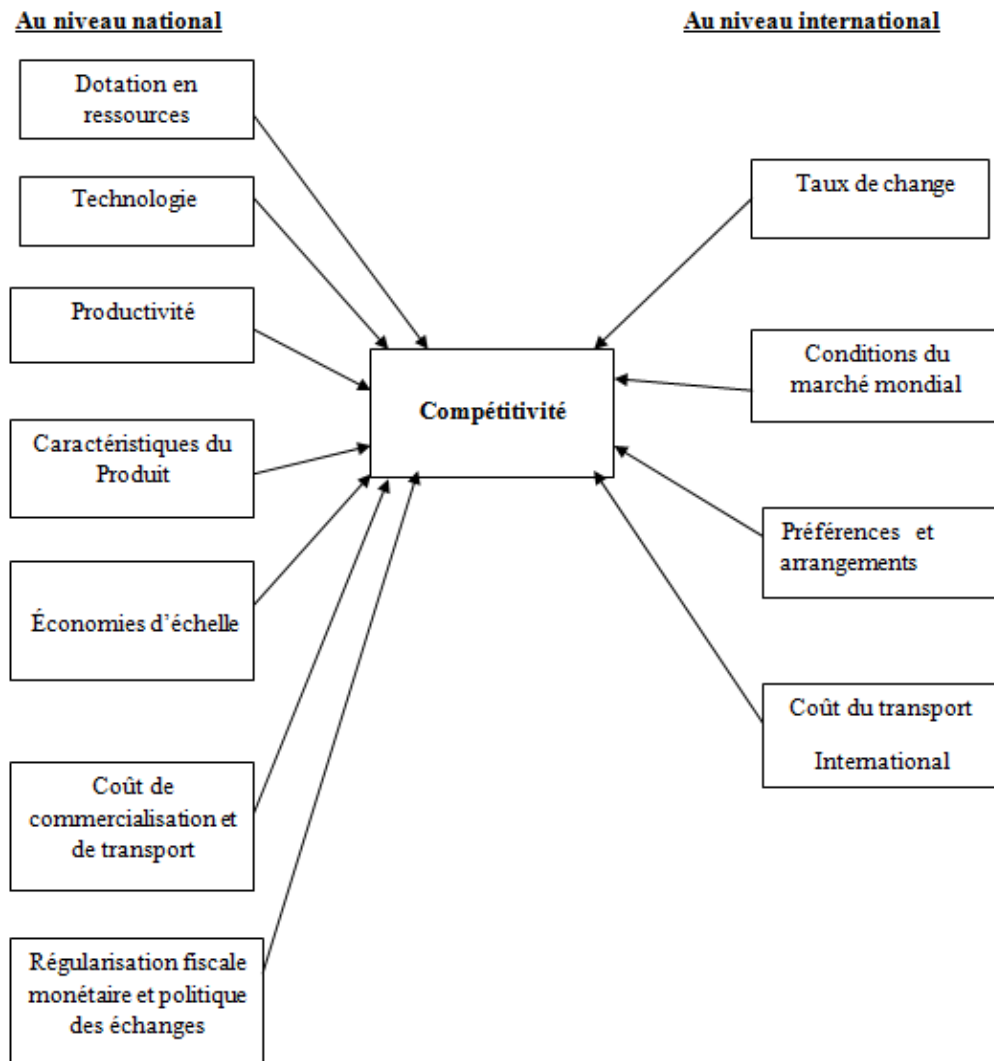 Au niveau national
Au niveau international
Dotation en
ressources
Technologie
Productivité
Caractéristiques du
Produit
Économies d’échelle
Coût de
commercialisation et
de transport
Régularisation fiscale
monétaire et politique
des échanges
Compétitivité
Taux de change
Conditions du
marché mondial
Préférences et
arrangements
Coût du transport
International